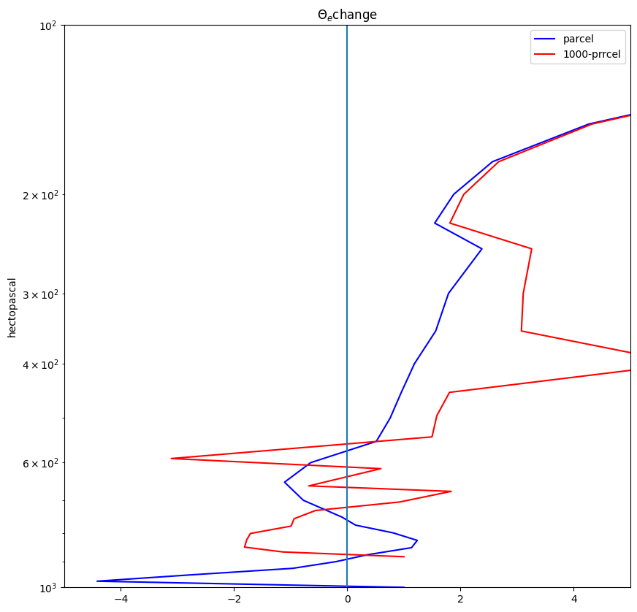 Θₑchange
parcel
1000-prrcel
10²
2 × 10²
3 × 10²
4 × 10²
6 × 10²
10³
hectopascal
−4
−2
0
2
4